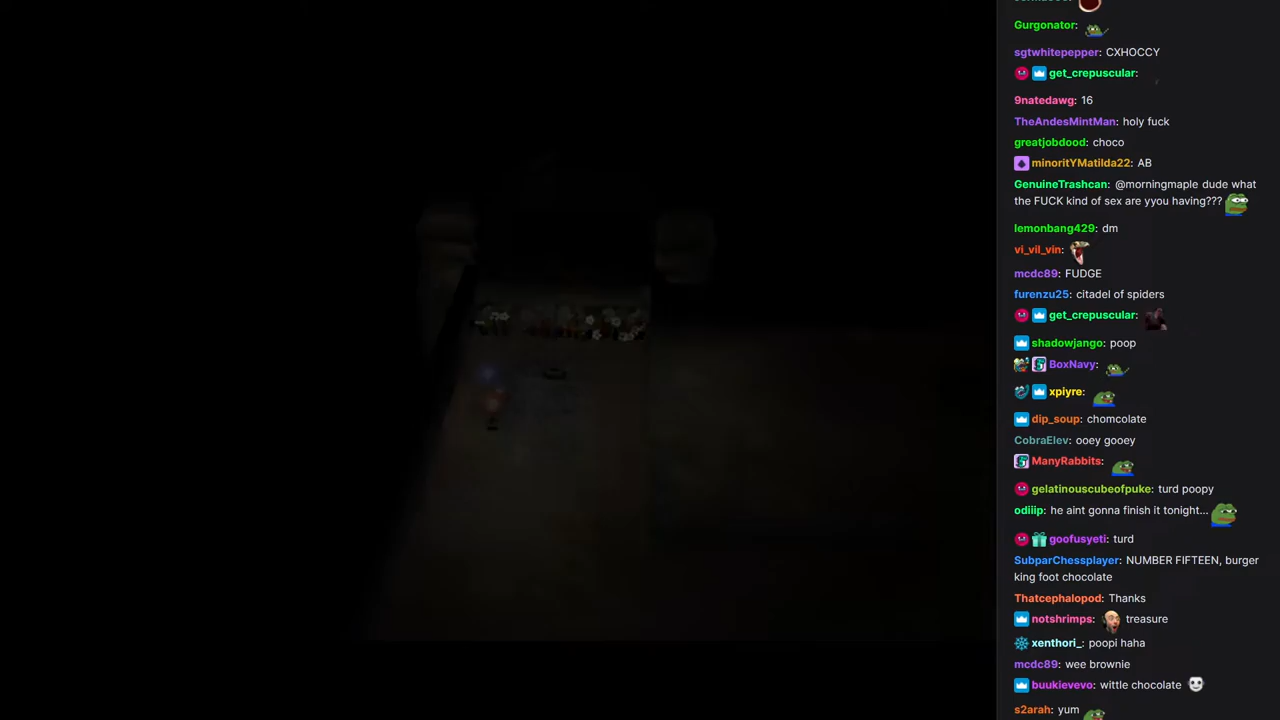 Gurgonator:
sgtwhitepepper: CXHOCCY
get_crepuscular:
9natedawg: 16
TheAndesMintMan: holy fuck
greatjobdood: choco
minoritYMatilda22: AB
GenuineTrashcan: @morningmaple dude what
the FUCK kind of sex are yyou having???
lemonbang429: dm
vi_vil_vin:
mcdc89: FUDGE
furenzu25: citadel of spiders
get_crepuscular:
shadowjango: poop
BoxNavy:
xpiyre:
dip_soup: chomcolate
CobraElev: ooey gooey
ManyRabbits:
gelatinouscubeofpuke: turd poopy
odiiip: he aint gonna finish it tonight...
goofusyeti: turd
SubparChessplayer: NUMBER FIFTEEN, burger
king foot chocolate
Thatcephalopod: Thanks
notshrimps: treasure
xenthori_: poopi haha
mcdc89: wee brownie
buukievevo: wittle chocolate
s2arah: yum